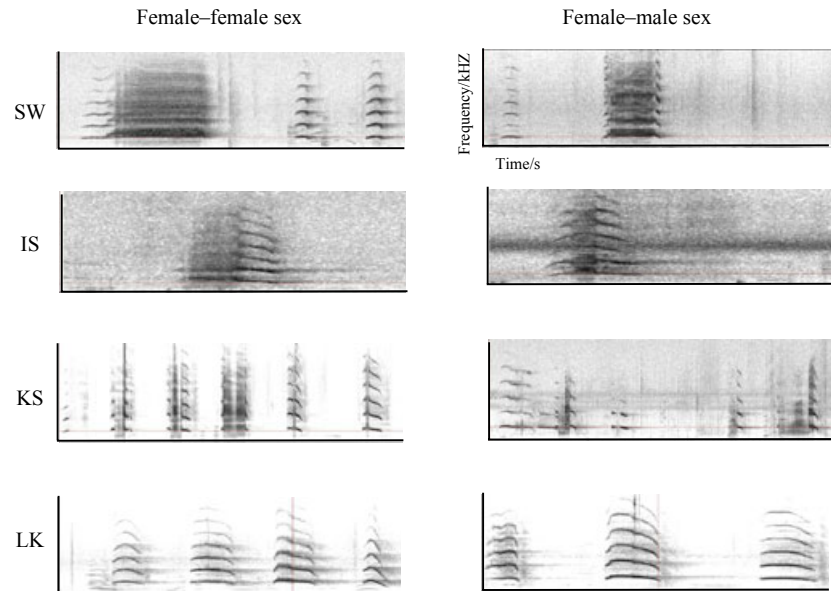 Female–female sex
Female–male sex
SW
Frequency/kHZ
Time/s
IS
KS
LK